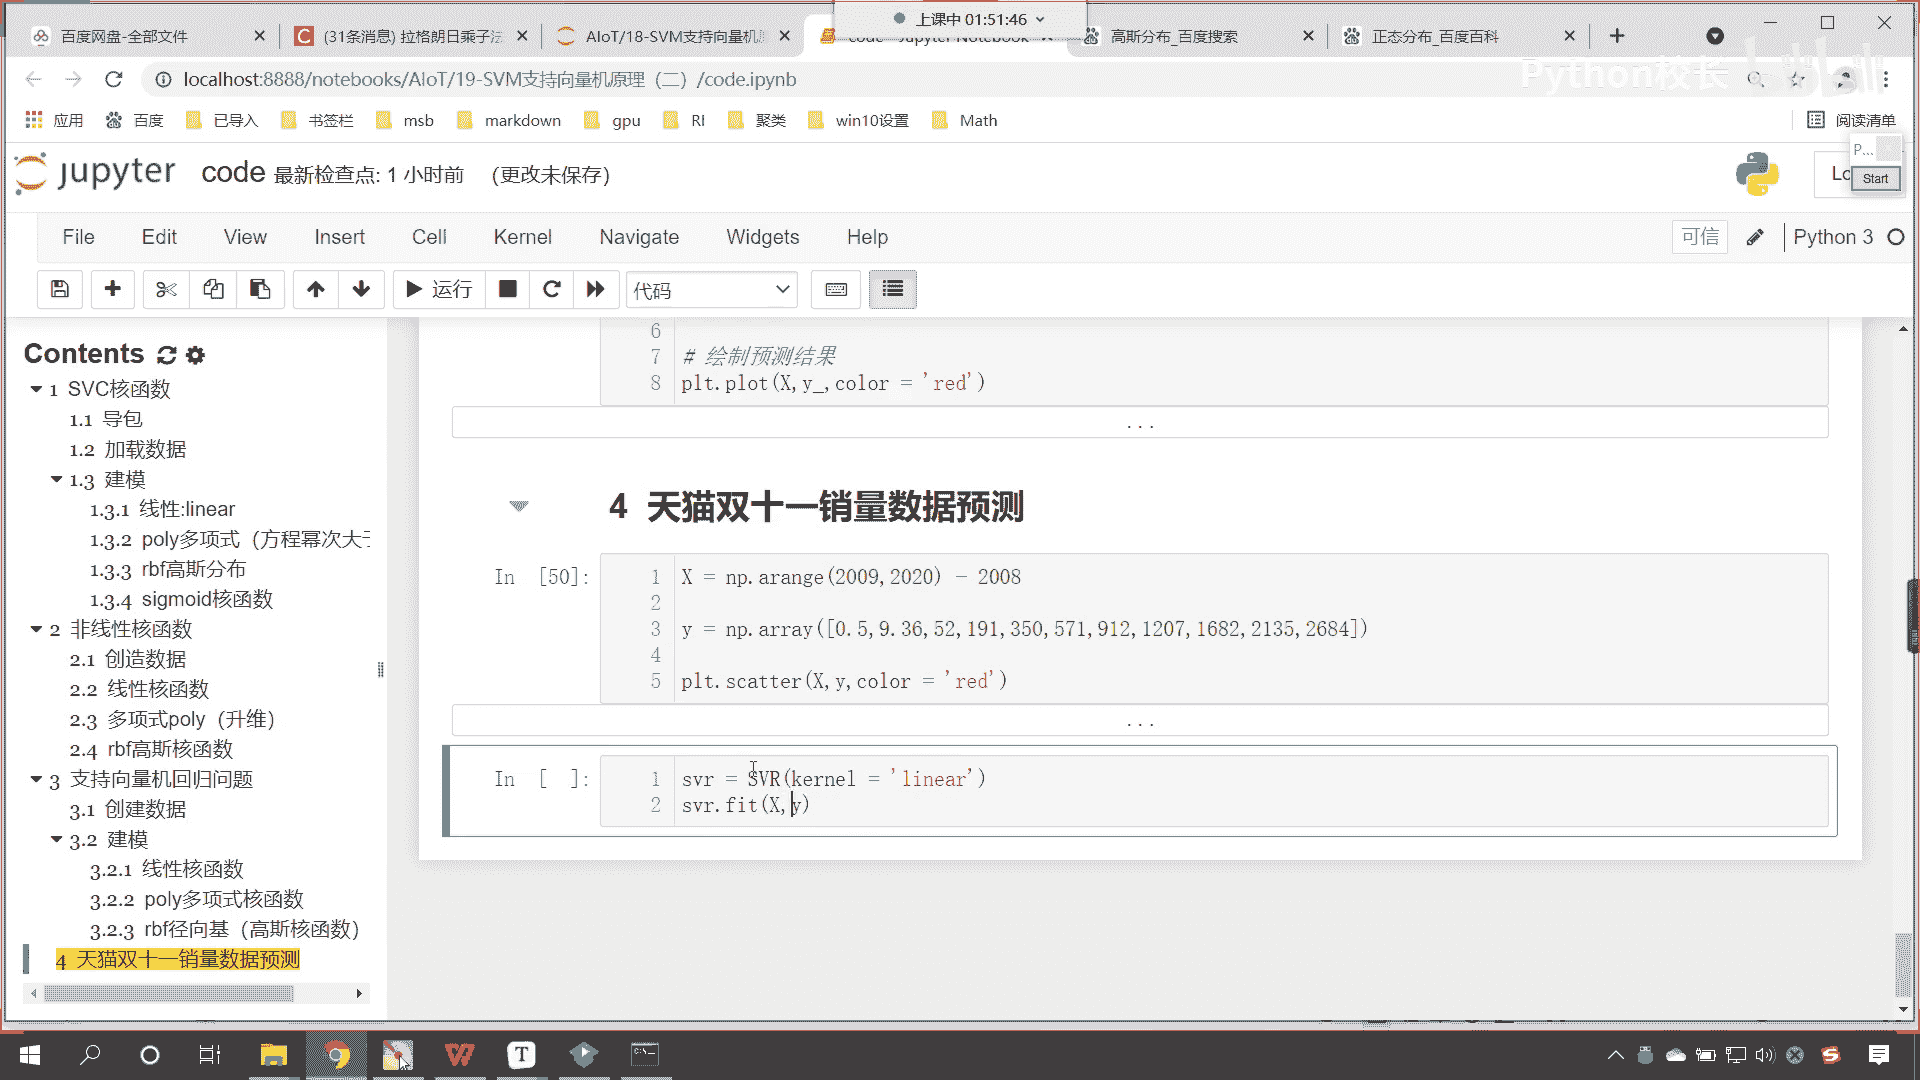 上课中 01:51:46
百度网盘-全部文件
(31条消息) 拉格朗日乘子法
AIoT/18-SVM支持向量机
code - Jupyter Notebook
高斯分布_百度搜索
正态分布_百度百科
localhost:8888/notebooks/AIoT/19-SVM支持向量机原理（二）/code.ipynb
Python校长
应用 百度 已导入 书签栏 msb markdown gpu RI 聚类 win10设置 Math 阅读清单
P...
Start
jupyter code 最新检查点: 1 小时前 (更改未保存)
Lo
File Edit View Insert Cell Kernel Navigate Widgets Help 可信 Python 3
运行 代码
Contents
1 SVC核函数
1.1 导包
1.2 加载数据
1.3 建模
1.3.1 线性:linear
1.3.2 poly多项式（方程幂次大于
1.3.3 rbf高斯分布
1.3.4 sigmoid核函数
2 非线性核函数
2.1 创造数据
2.2 线性核函数
2.3 多项式poly（升维）
2.4 rbf高斯核函数
3 支持向量机回归问题
3.1 创建数据
3.2 建模
3.2.1 线性核函数
3.2.2 poly多项式核函数
3.2.3 rbf径向基（高斯核函数）
4 天猫双十一销量数据预测
6
7 # 绘制预测结果
8 plt.plot(X,y_,color = 'red')
...
4 天猫双十一销量数据预测
In [50]:
1 X = np.arange(2009,2020) - 2008
2
3 y = np.array([0.5,9.36,52,191,350,571,912,1207,1682,2135,2684])
4
5 plt.scatter(X,y,color = 'red')
...
In [ ]:
1 svr = SVR(kernel = 'linear')
2 svr.fit(X,y)